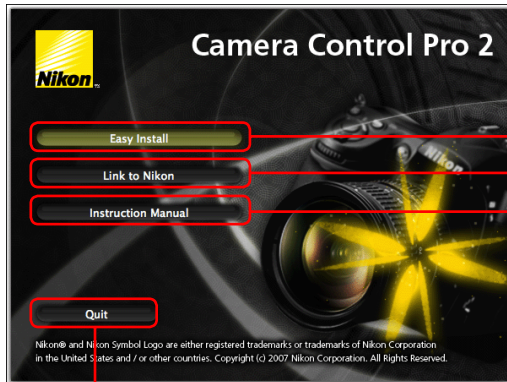 Nikon
Camera Control Pro 2
Easy Install
Link to Nikon
Nikon
Instruction Manual
Quit
Nikon® and Nikon Symbol Logo are either registered trademarks or trademarks of Nikon Corporation
in the United States and / or other countries. Copyright (c) 2007 Nikon Corporation. All Rights Reserved.